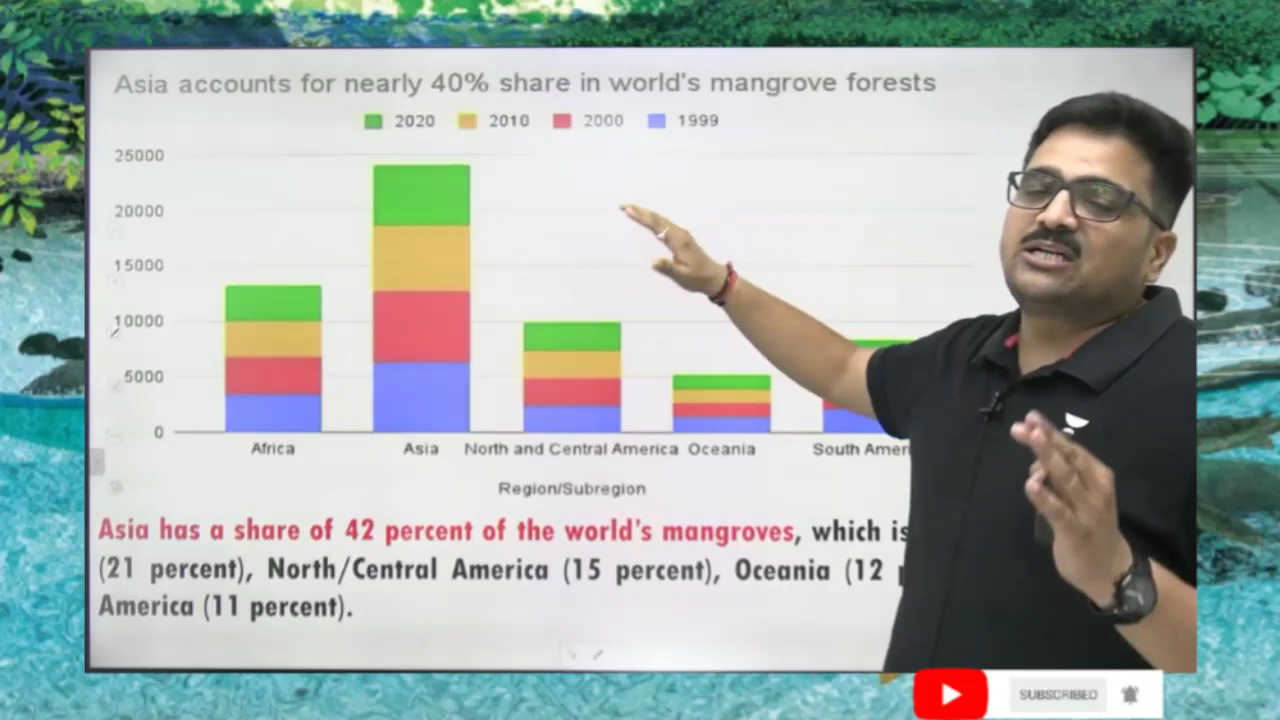 Asia accounts for nearly 40% share in world's mangrove forests
2020 2010 2000 1999
25000
20000
15000
10000
5000
0
Africa Asia North and Central America Oceania South Ameri
Region/Subregion
Asia has a share of 42 percent of the world's mangroves, which is
(21 percent), North/Central America (15 percent), Oceania (12
America (11 percent).
SUBSCRIBED